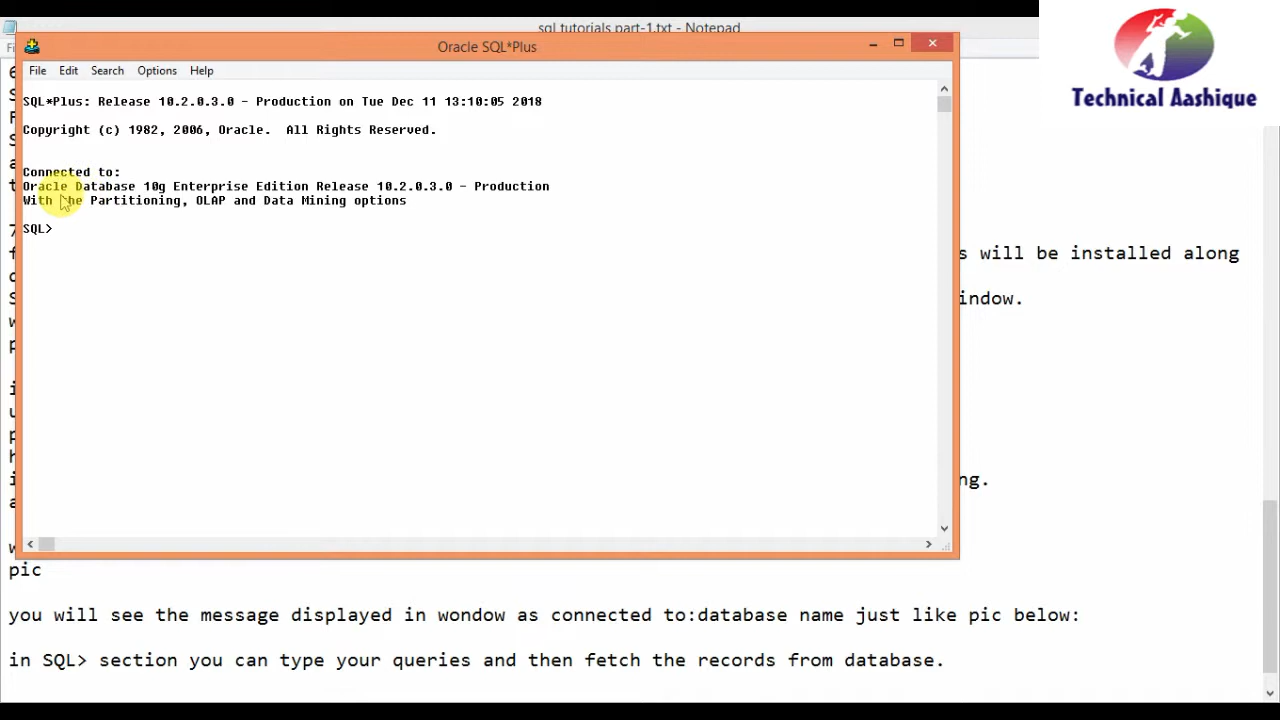 sql tutorials part-1.txt - Notepad
Oracle SQL*Plus
Technical Aashique
File Edit Search Options Help
SQL*Plus: Release 10.2.0.3.0 - Production on Tue Dec 11 13:10:05 2018
Copyright (c) 1982, 2006, Oracle. All Rights Reserved.
Connected to:
Oracle Database 10g Enterprise Edition Release 10.2.0.3.0 - Production
With the Partitioning, OLAP and Data Mining options
SQL>
s will be installed along
indow.
ng.
pic
you will see the message displayed in wondow as connected to:database name just like pic below:
in SQL> section you can type your queries and then fetch the records from database.